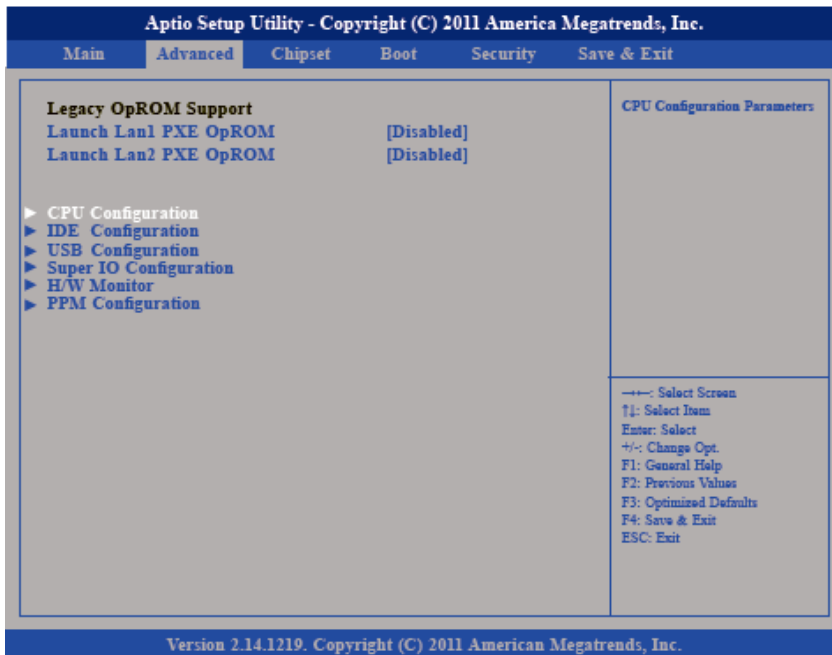 Aptio Setup Utility - Copyright (C) 2011 America Megatrends, Inc.
Main Advanced Chipset Boot Security Save & Exit
Legacy OpROM Support
Launch Lan1 PXE OpROM [Disabled]
Launch Lan2 PXE OpROM [Disabled]
► CPU Configuration
► IDE Configuration
► USB Configuration
► Super IO Configuration
► H/W Monitor
► PPM Configuration
CPU Configuration Parameters
→←: Select Screen
↑↓: Select Item
Enter: Select
+/-: Change Opt.
F1: General Help
F2: Previous Values
F3: Optimized Defaults
F4: Save & Exit
ESC: Exit
Version 2.14.1219. Copyright (C) 2011 American Megatrends, Inc.